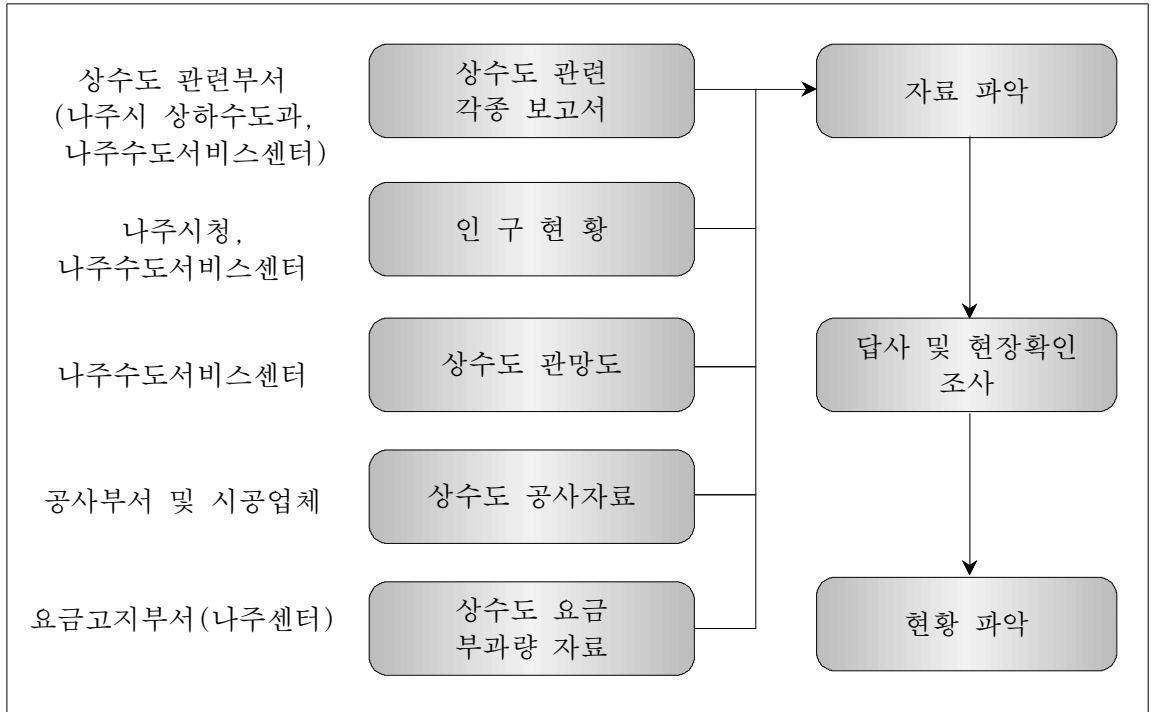 상수도 관련부서
(나주시 상하수도과,
나주수도서비스센터)
상수도 관련
각종 보고서
자료 파악
나주시청,
나주수도서비스센터
인 구 현 황
나주수도서비스센터
상수도 관망도
답사 및 현장확인
조사
공사부서 및 시공업체
상수도 공사자료
요금고지부서(나주센터)
상수도 요금
부과량 자료
현황 파악